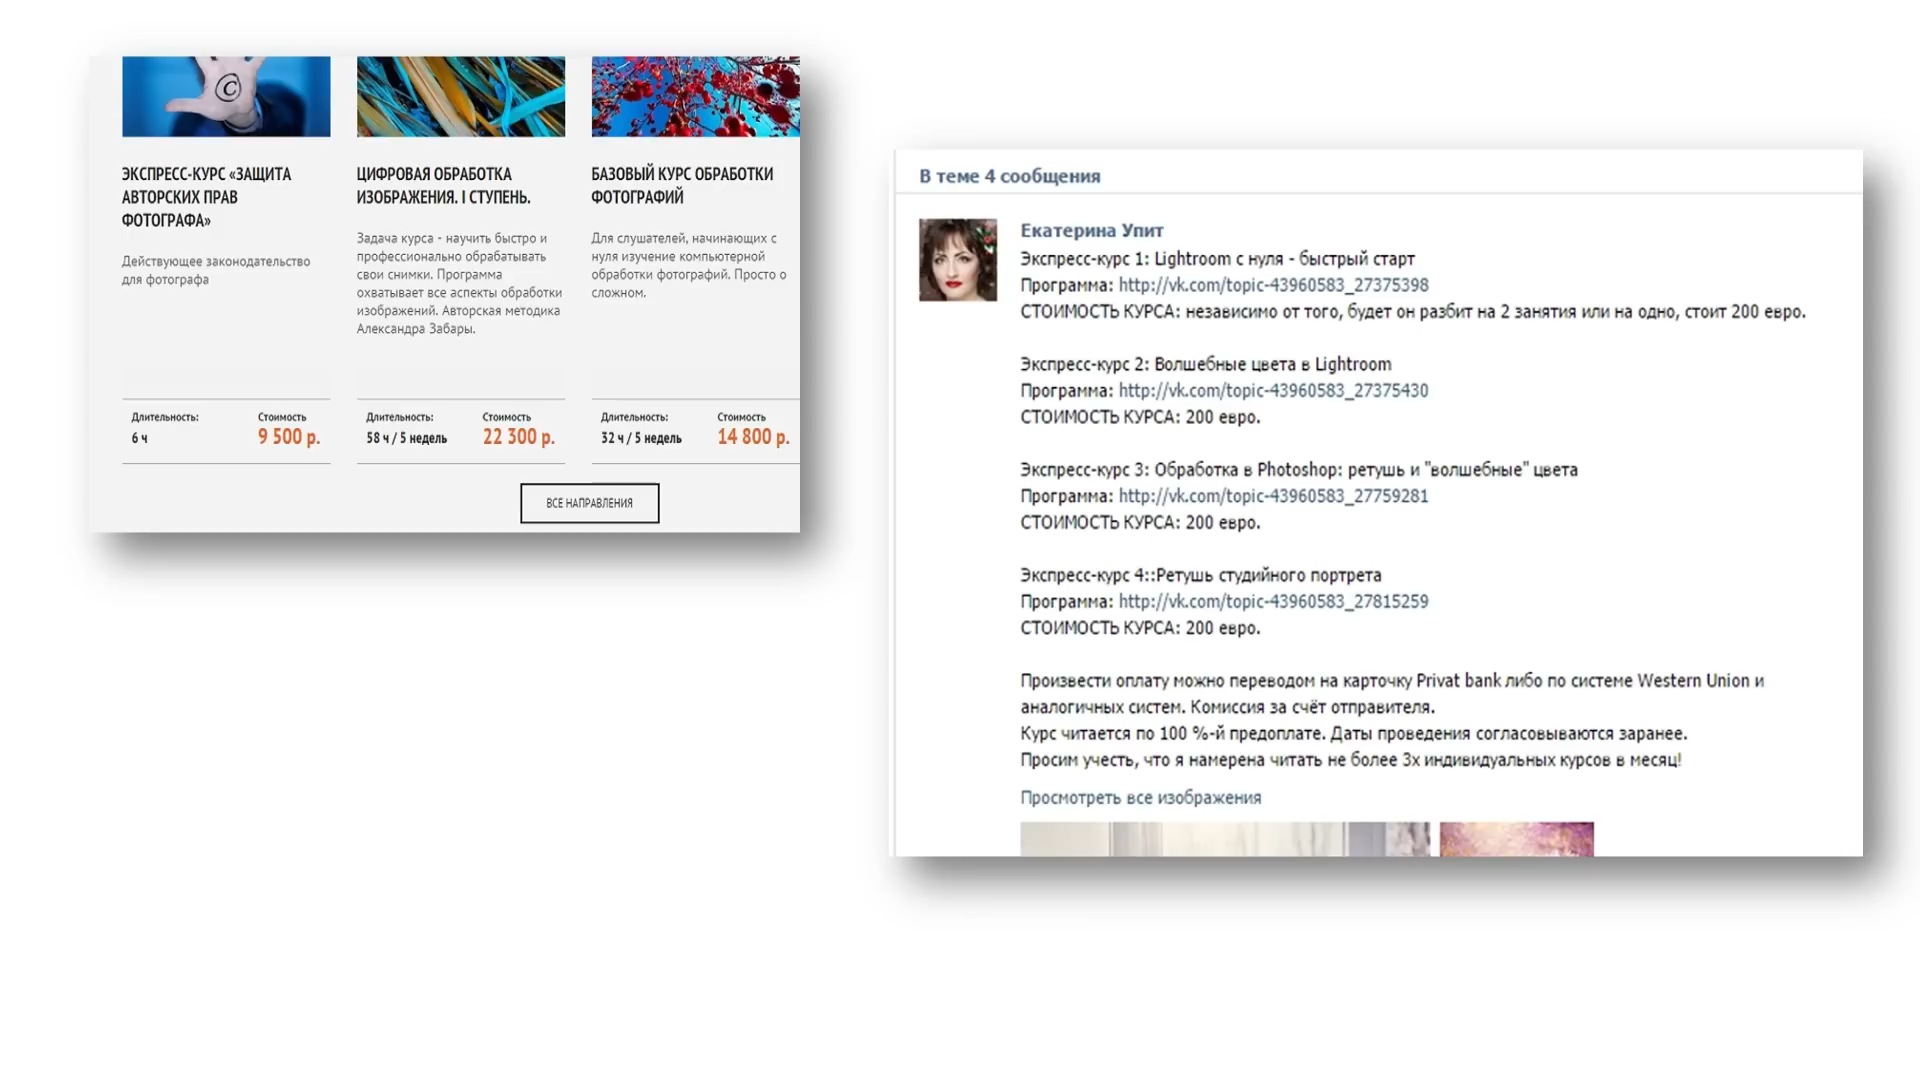 ©
ЭКСПРЕСС-КУРС «ЗАЩИТА
АВТОРСКИХ ПРАВ
ФОТОГРАФА»
Действующее законодательство
для фотографа
Длительность:
6 ч
Стоимость
9 500 р.
ЦИФРОВАЯ ОБРАБОТКА
ИЗОБРАЖЕНИЯ. I СТУПЕНЬ.
Задача курса - научить быстро и
профессионально обрабатывать
свои снимки. Программа
охватывает все аспекты обработки
изображений. Авторская методика
Александра Забары.
Длительность:
58 ч / 5 недель
Стоимость
22 300 р.
БАЗОВЫЙ КУРС ОБРАБОТКИ
ФОТОГРАФИЙ
Для слушателей, начинающих с
нуля изучение компьютерной
обработки фотографий. Просто о
сложном.
Длительность:
32 ч / 5 недель
Стоимость
14 800 р.
ВСЕ НАПРАВЛЕНИЯ
В теме 4 сообщения
Екатерина Упит
Экспресс-курс 1: Lightroom с нуля - быстрый старт
Программа: http://vk.com/topic-43960583_27375398
СТОИМОСТЬ КУРСА: независимо от того, будет он разбит на 2 занятия или на одно, стоит 200 евро.
Экспресс-курс 2: Волшебные цвета в Lightroom
Программа: http://vk.com/topic-43960583_27375430
СТОИМОСТЬ КУРСА: 200 евро.
Экспресс-курс 3: Обработка в Photoshop: ретушь и "волшебные" цвета
Программа: http://vk.com/topic-43960583_27759281
СТОИМОСТЬ КУРСА: 200 евро.
Экспресс-курс 4::Ретушь студийного портрета
Программа: http://vk.com/topic-43960583_27815259
СТОИМОСТЬ КУРСА: 200 евро.
Произвести оплату можно переводом на карточку Privat bank либо по системе Western Union и
аналогичных систем. Комиссия за счёт отправителя.
Курс читается по 100 %-й предоплате. Даты проведения согласовываются заранее.
Просим учесть, что я намерена читать не более 3х индивидуальных курсов в месяц!
Просмотреть все изображения